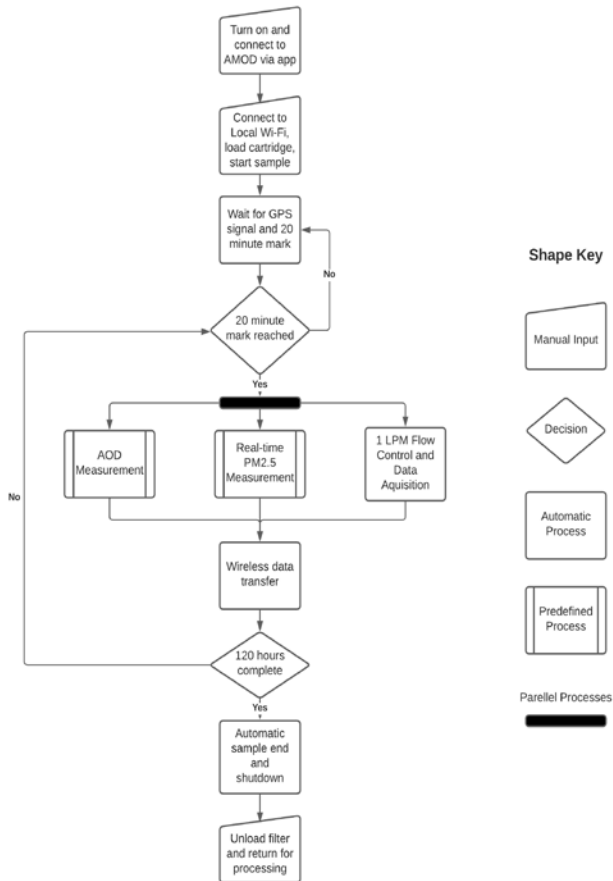 Turn on and
connect to
AMOD via app
Connect to
Local Wi-Fi,
load cartridge,
start sample
Wait for GPS
signal and 20
minute mark
No
20 minute
mark reached
Yes
AOD
Measurement
Real-time
PM2.5
Measurement
1 LPM Flow
Control and
Data
Aquisition
No
Wireless data
transfer
120 hours
complete
Yes
Automatic
sample end
and
shutdown
Unload filter
and return for
processing
Shape Key
Manual Input
Decision
Automatic
Process
Predefined
Process
Parellel Processes